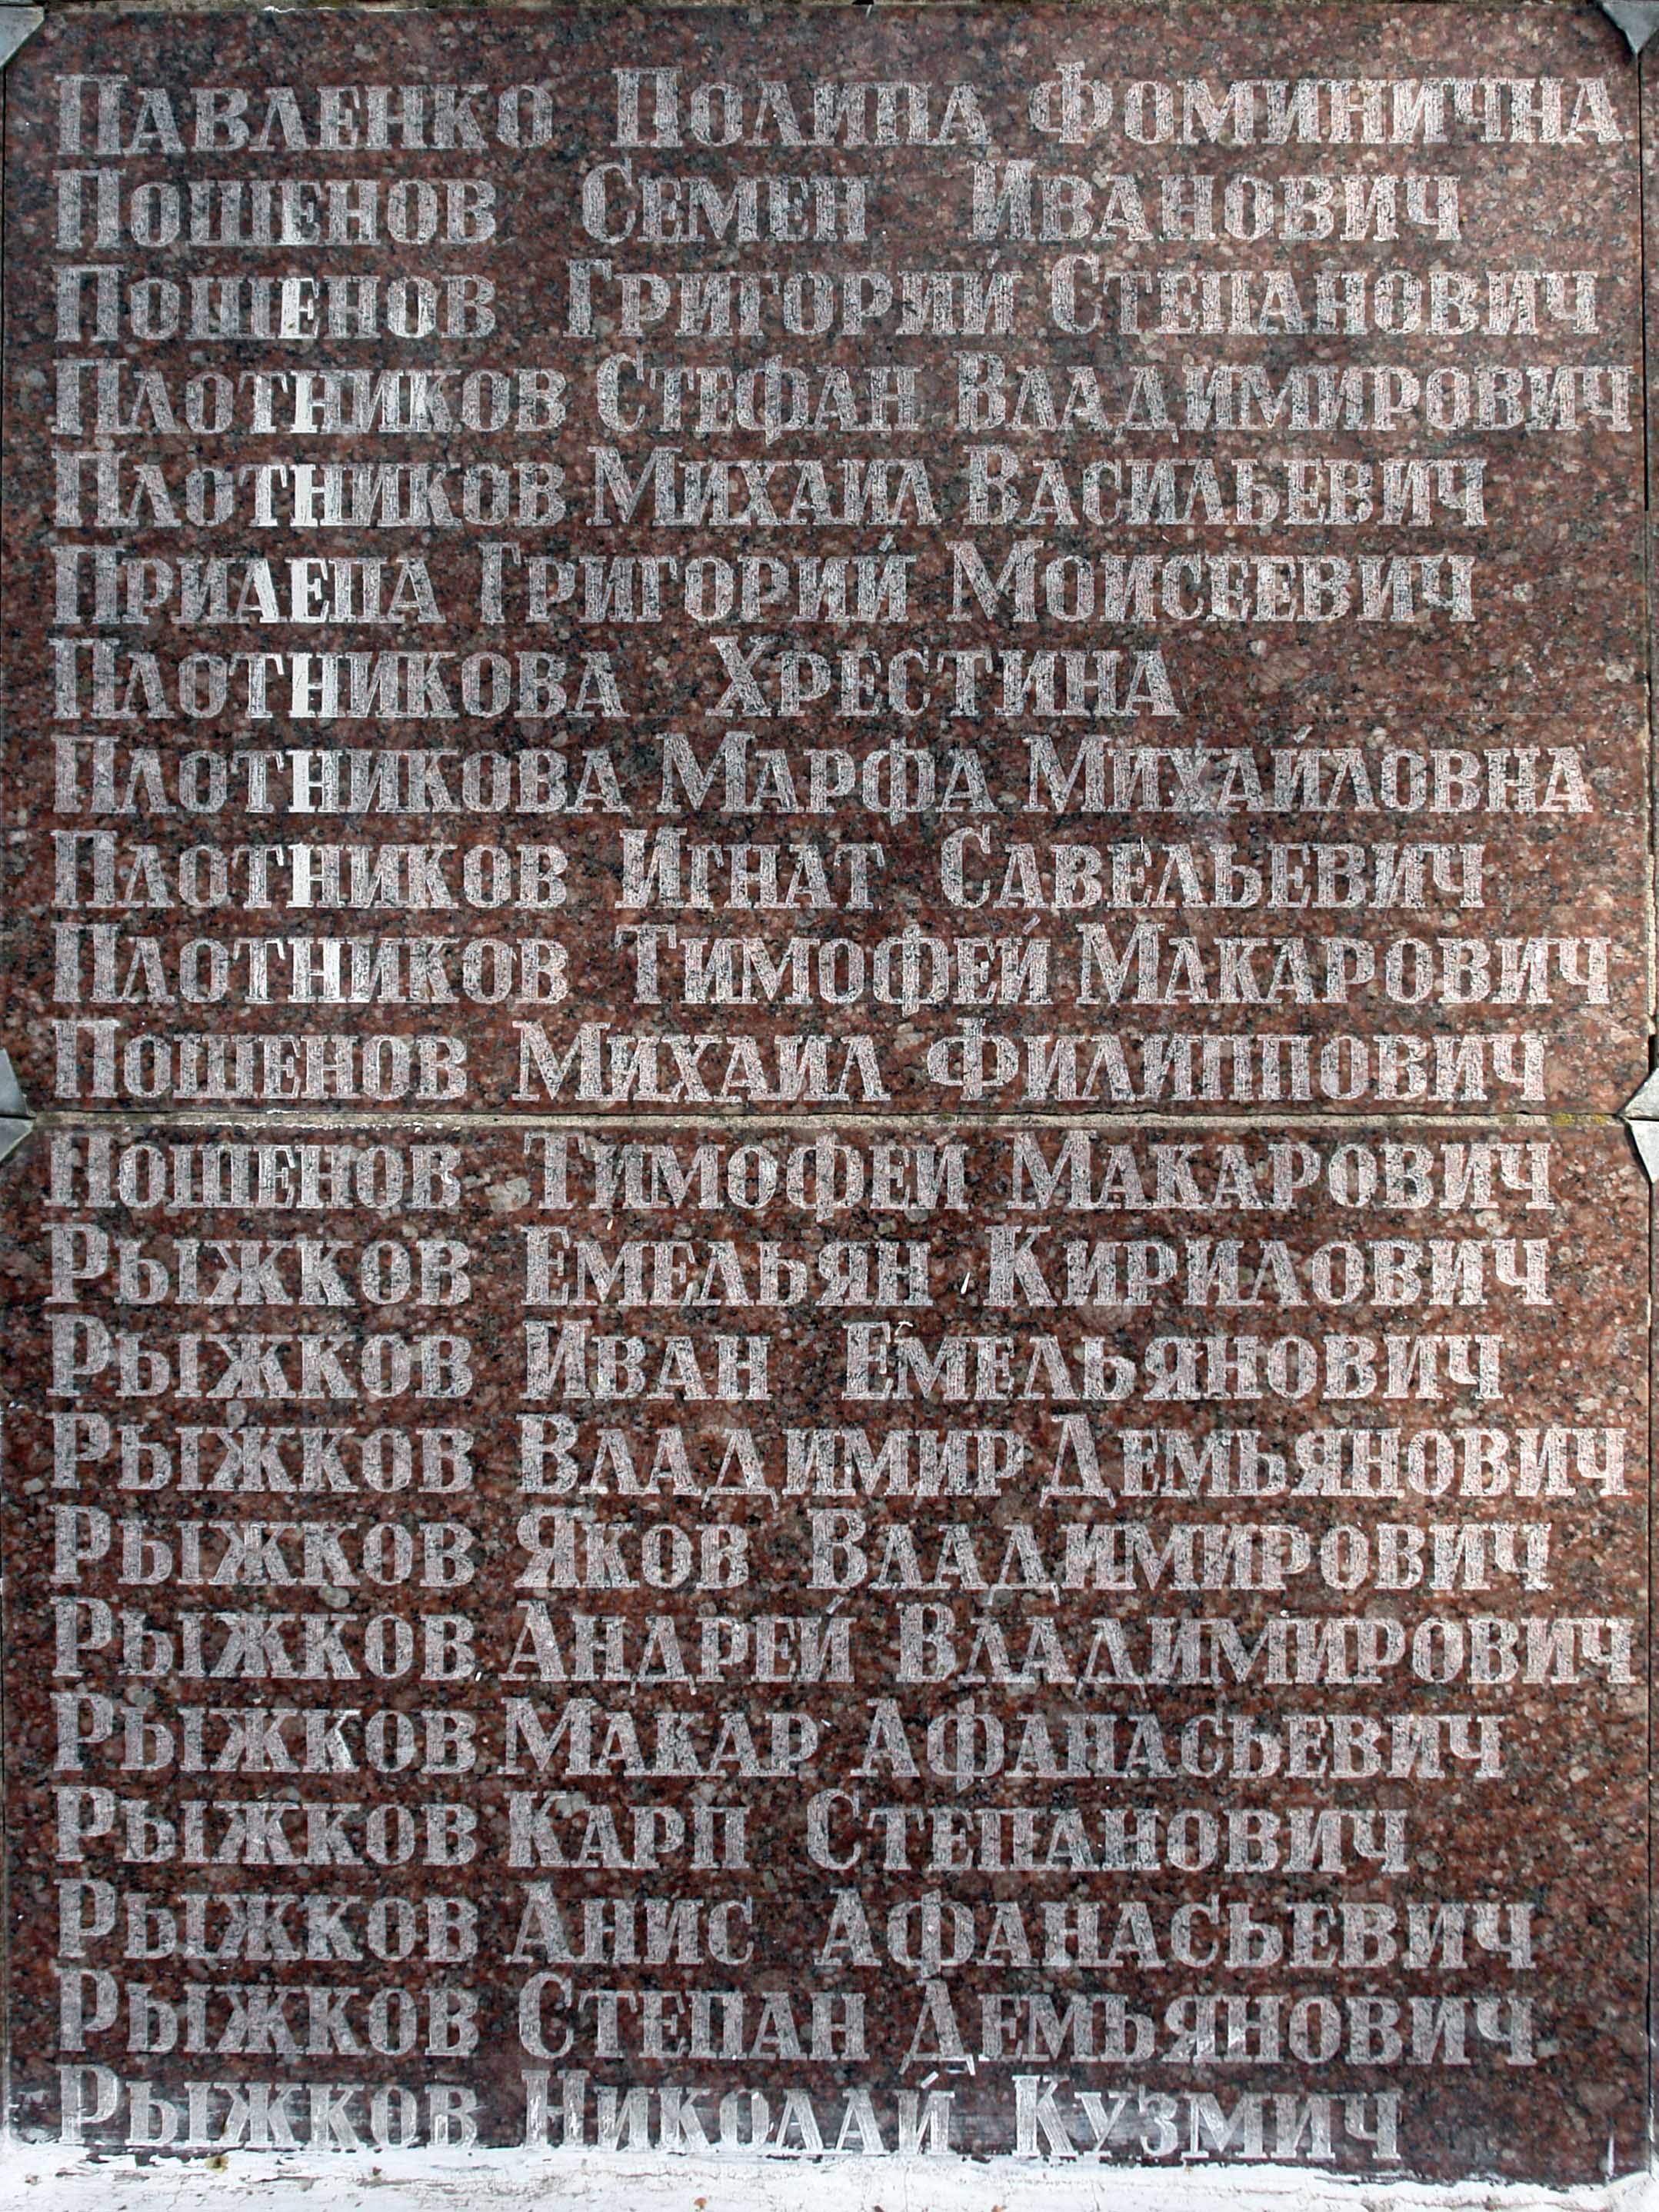 Павленко Полина Фоминична
Пошенов Семен Иванович
Пошенов Григорий Степанович
Плотников Стефан Владимирович
Плотников Михаил Васильевич
Прилепа Григорий Моисеевич
Плотникова Хрестина
Плотникова Марфа Михайловна
Плотников Игнат Савельевич
Плотников Тимофей Макарович
Пошенов Михаил Филиппович
Пошенов Тимофей Макарович
Рыжков Емельян Кирилович
Рыжков Иван Емельянович
Рыжков Владимир Демьянович
Рыжков Яков Владимирович
Рыжков Андрей Владимирович
Рыжков Макар Афанасьевич
Рыжков Карп Степанович
Рыжков Анис Афанасьевич
Рыжков Степан Демьянович
Рыжков Николай Кузмич